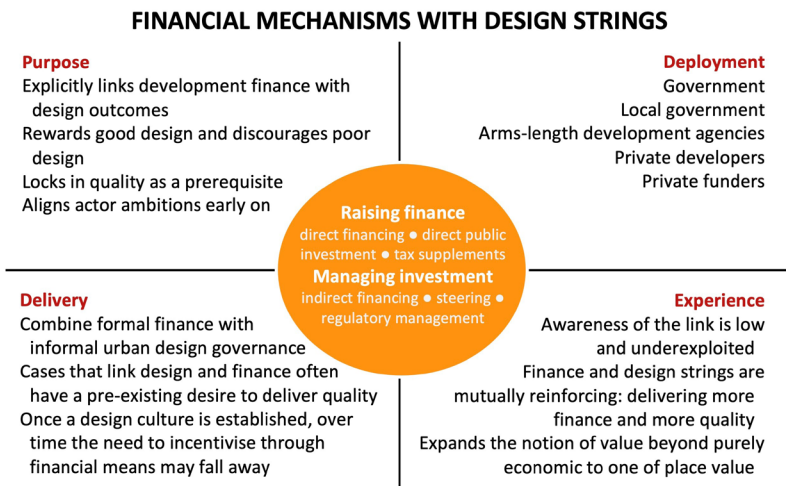 FINANCIAL MECHANISMS WITH DESIGN STRINGS
Purpose
Explicitly links development finance with
design outcomes
Rewards good design and discourages poor
design
Locks in quality as a prerequisite
Aligns actor ambitions early on
Deployment
Government
Local government
Arms-length development agencies
Private developers
Private funders
Raising finance
direct financing ● direct public
investment ● tax supplements
Managing investment
indirect financing ● steering ●
regulatory management
Delivery
Combine formal finance with
informal urban design governance
Cases that link design and finance often
have a pre-existing desire to deliver quality
Once a design culture is established, over
time the need to incentivise through
financial means may fall away
Experience
Awareness of the link is low
and underexploited
Finance and design strings are
mutually reinforcing: delivering more
finance and more quality
Expands the notion of value beyond purely
economic to one of place value